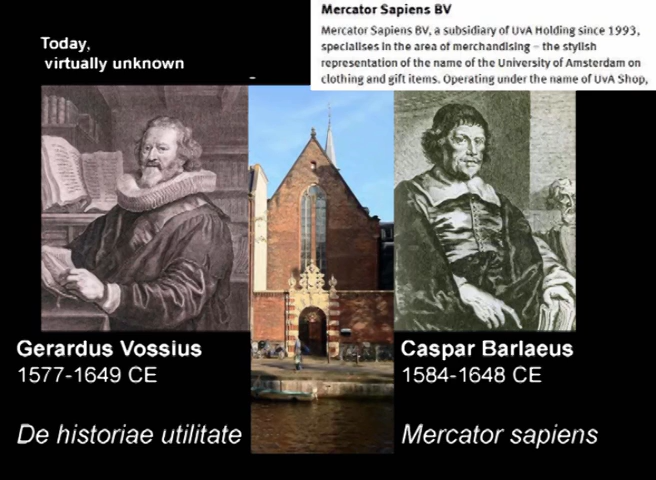 Today,
virtually unknown
Mercator Sapiens BV
Mercator Sapiens BV, a subsidiary of UvA Holding since 1993,
specialises in the area of merchandising – the stylish
representation of the name of the University of Amsterdam on
clothing and gift items. Operating under the name of UvA Shop,
Gerardus Vossius
1577-1649 CE
De historiae utilitate
Caspar Barlaeus
1584-1648 CE
Mercator sapiens